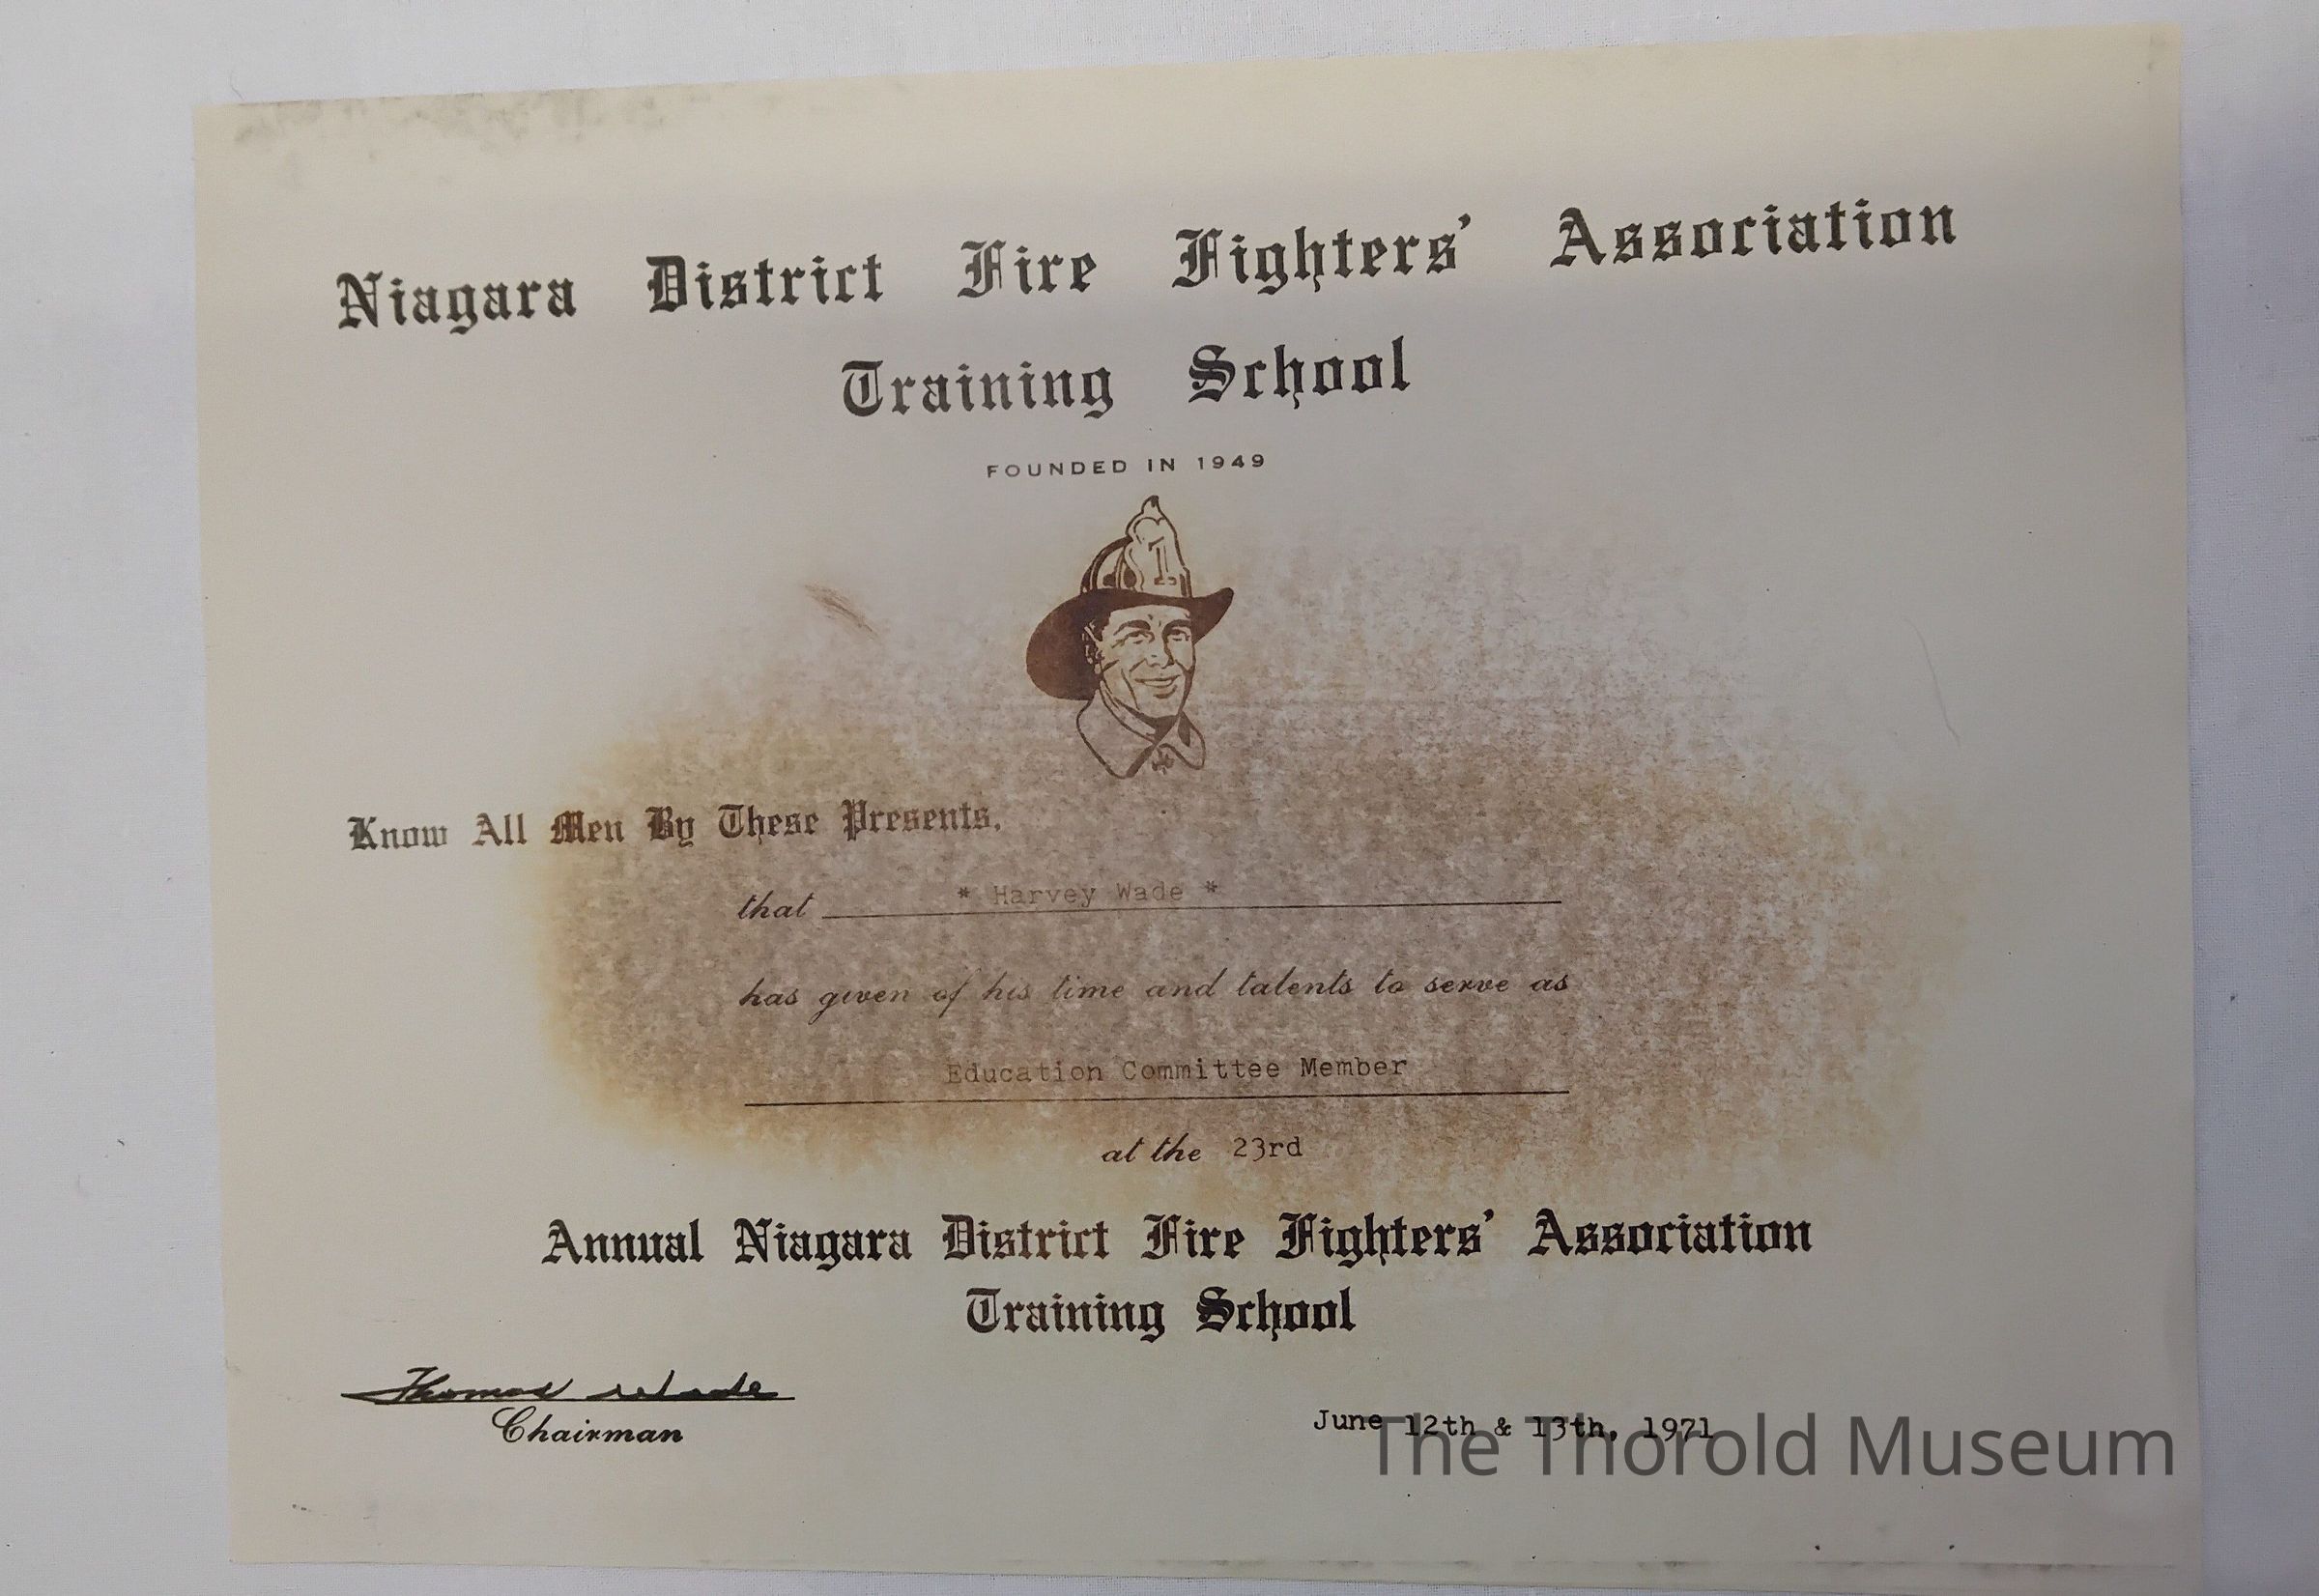 Niagara District Fire Fighters' Association
Training School
FOUNDED IN 1949
1
Know All Men By These Presents,
that * Harvey Wade *
has given of his time and talents to serve as
Education Committee Member
at the 23rd
Annual Niagara District Fire Fighters' Association
Training School
Thomas
Chairman
June 12th & 13th, 1971
The Thorold Museum